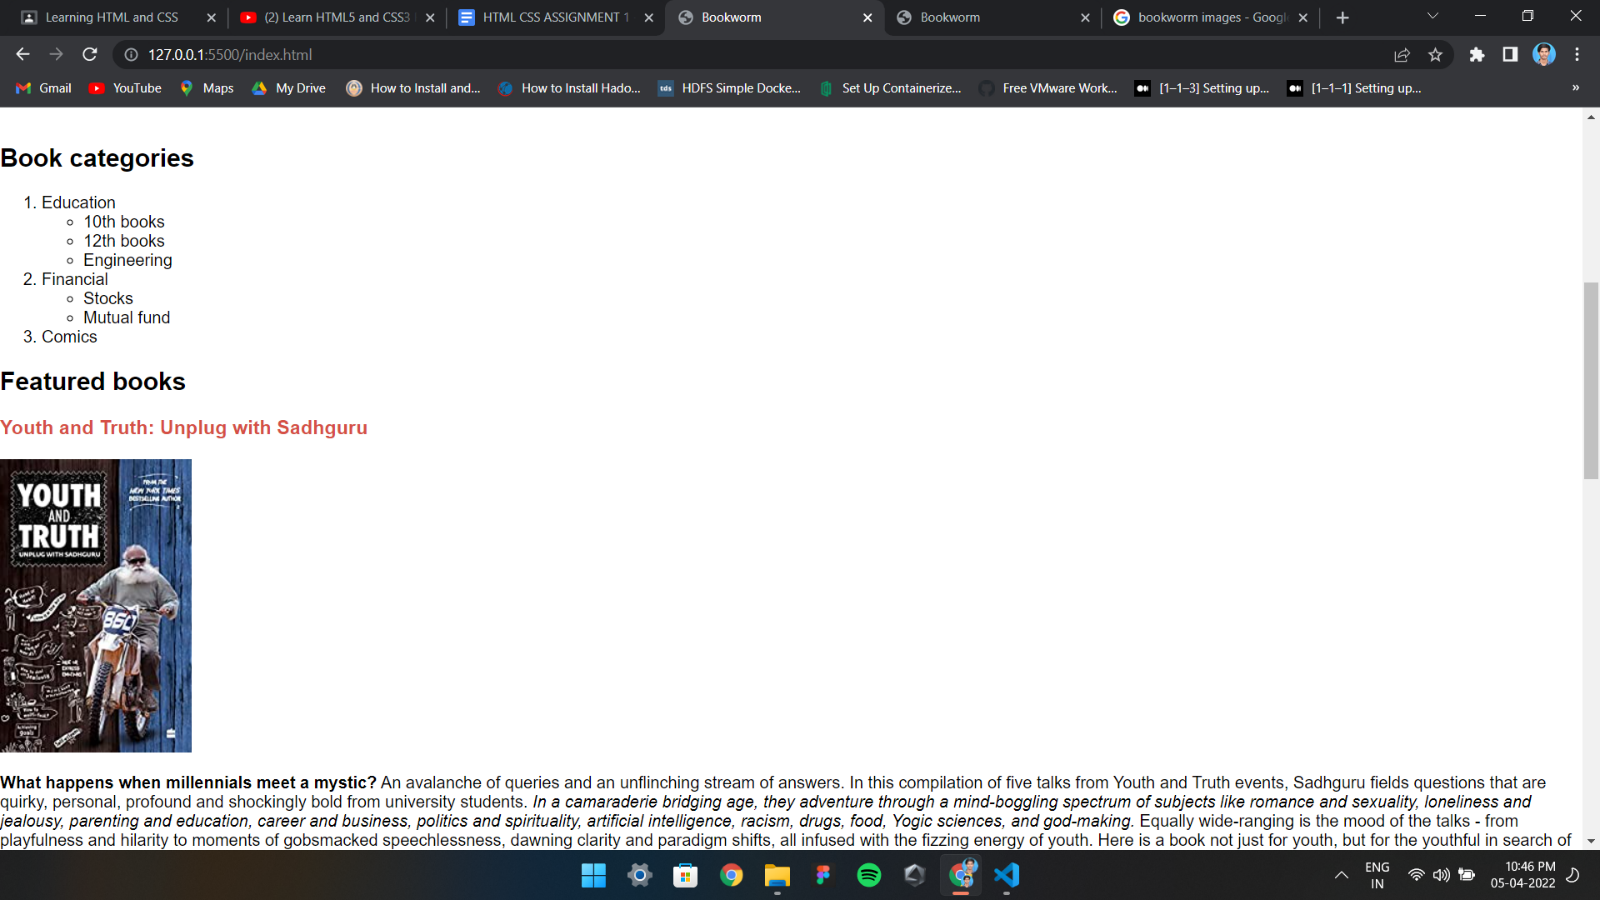 Learning HTML and CSS
(2) Learn HTML5 and CSS3
HTML CSS ASSIGNMENT 1
Bookworm
Bookworm
bookworm images - Googl
127.0.0.1:5500/index.html
Gmail
YouTube
Maps
My Drive
How to Install and...
How to Install Hado...
tds
HDFS Simple Docke...
Set Up Containerize...
Free VMware Work...
[1–1–3] Setting up...
[1–1–1] Setting up...
»
Book categories
1. Education
10th books
12th books
Engineering
2. Financial
Stocks
Mutual fund
3. Comics
Featured books
Youth and Truth: Unplug with Sadhguru
FROM THE
NEW YORK TIMES
BESTSELLING AUTHOR
YOUTH
AND
TRUTH
UNPLUG WITH SADHGURU
860
What happens when millennials meet a mystic? An avalanche of queries and an unflinching stream of answers. In this compilation of five talks from Youth and Truth events, Sadhguru fields questions that are
quirky, personal, profound and shockingly bold from university students. In a camaraderie bridging age, they adventure through a mind-boggling spectrum of subjects like romance and sexuality, loneliness and
jealousy, parenting and education, career and business, politics and spirituality, artificial intelligence, racism, drugs, food, Yogic sciences, and god-making. Equally wide-ranging is the mood of the talks - from
playfulness and hilarity to moments of gobsmacked speechlessness, dawning clarity and paradigm shifts, all infused with the fizzing energy of youth. Here is a book not just for youth, but for the youthful in search of
ENG
IN
10:46 PM
05-04-2022